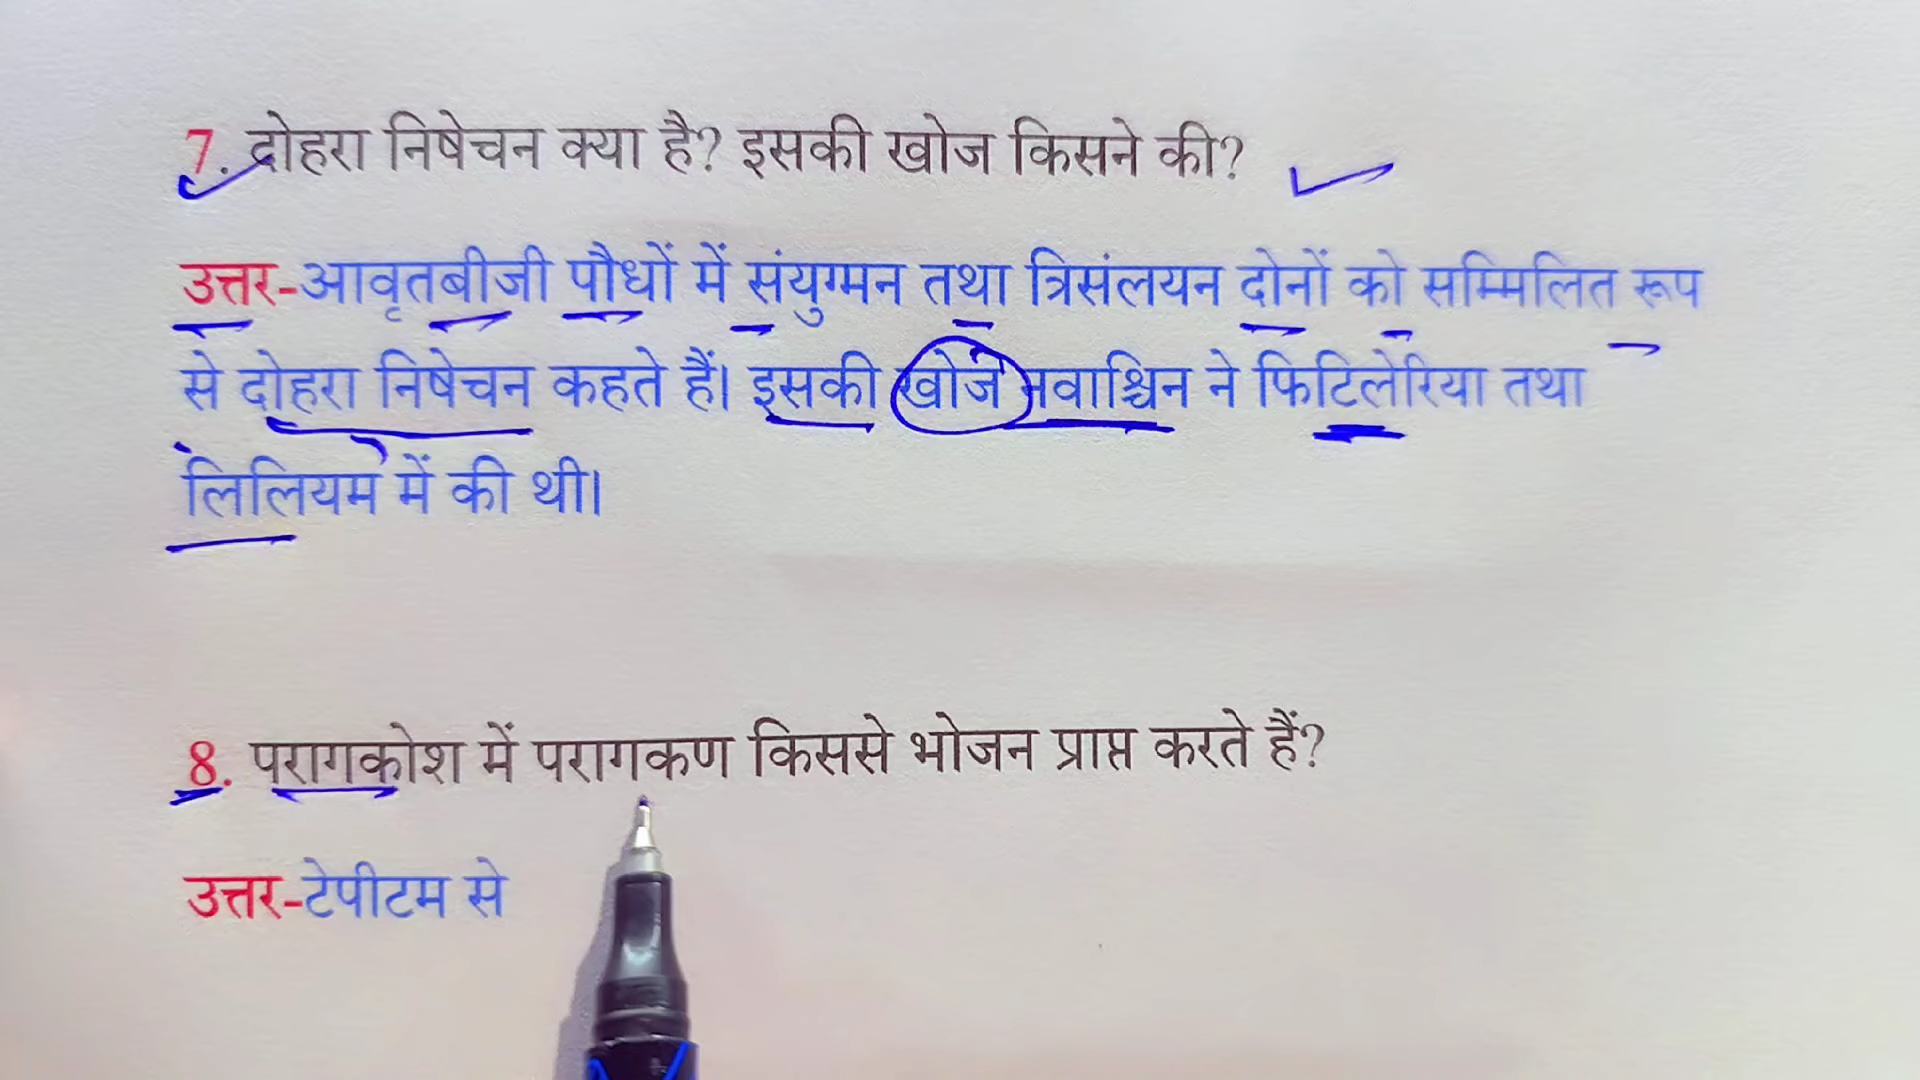 7. दोहरा निषेचन क्या है? इसकी खोज किसने की?
उत्तर-आवृतबीजी पौधों में संयुग्मन तथा त्रिसंलयन दोनों को सम्मिलित रूप
से दोहरा निषेचन कहते हैं। इसकी खोज नवाश्चिन ने फिटिलेरिया तथा
लिलियम में की थी।
8. परागकोश में परागकण किससे भोजन प्राप्त करते हैं?
उत्तर-टेपीटम से